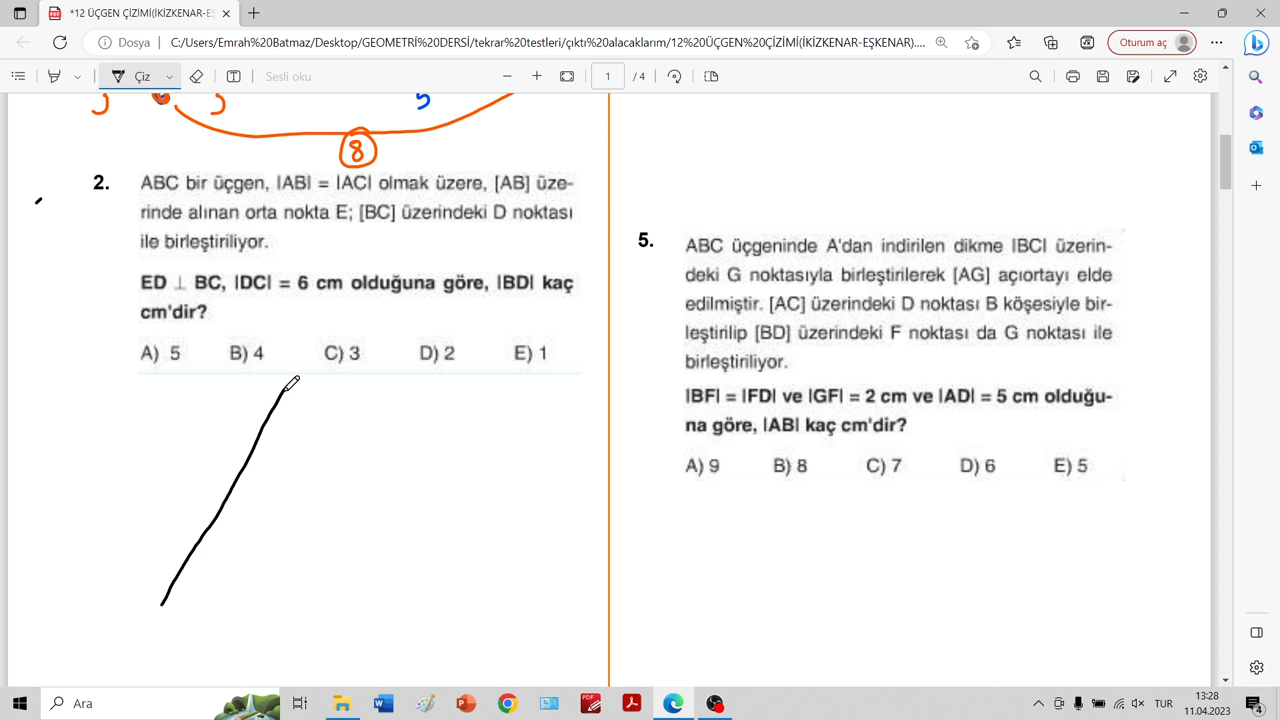 *12 ÜÇGEN ÇİZİMİ(İKİZKENAR-EŞ
Dosya
C:/Users/Emrah%20Batmaz/Desktop/GEOMETRİ%20DERSİ/tekrar%20testleri/çıktı%20alacaklarım/12%20ÜÇGEN%20ÇİZİMİ(İKİZKENAR-EŞKENAR)....
Oturum aç
Çiz
Sesli oku
1
/ 4
5
8
2.
ABC bir üçgen, |AB| = |AC| olmak üzere, [AB] üze-
rinde alınan orta nokta E; [BC] üzerindeki D noktası
ile birleştiriliyor.
ED ⊥ BC, |DC| = 6 cm olduğuna göre, |BD| kaç
cm'dir?
A) 5 B) 4 C) 3 D) 2 E) 1
5.
ABC üçgeninde A'dan indirilen dikme |BC| üzerin-
deki G noktasıyla birleştirilerek [AG] açıortayı elde
edilmiştir. [AC] üzerindeki D noktası B köşesiyle bir-
leştirilip [BD] üzerindeki F noktası da G noktası ile
birleştiriliyor.
|BF| = |FD| ve |GF| = 2 cm ve |AD| = 5 cm olduğu-
na göre, |AB| kaç cm'dir?
A) 9 B) 8 C) 7 D) 6 E) 5
Ara
TUR
13:28
11.04.2023
4